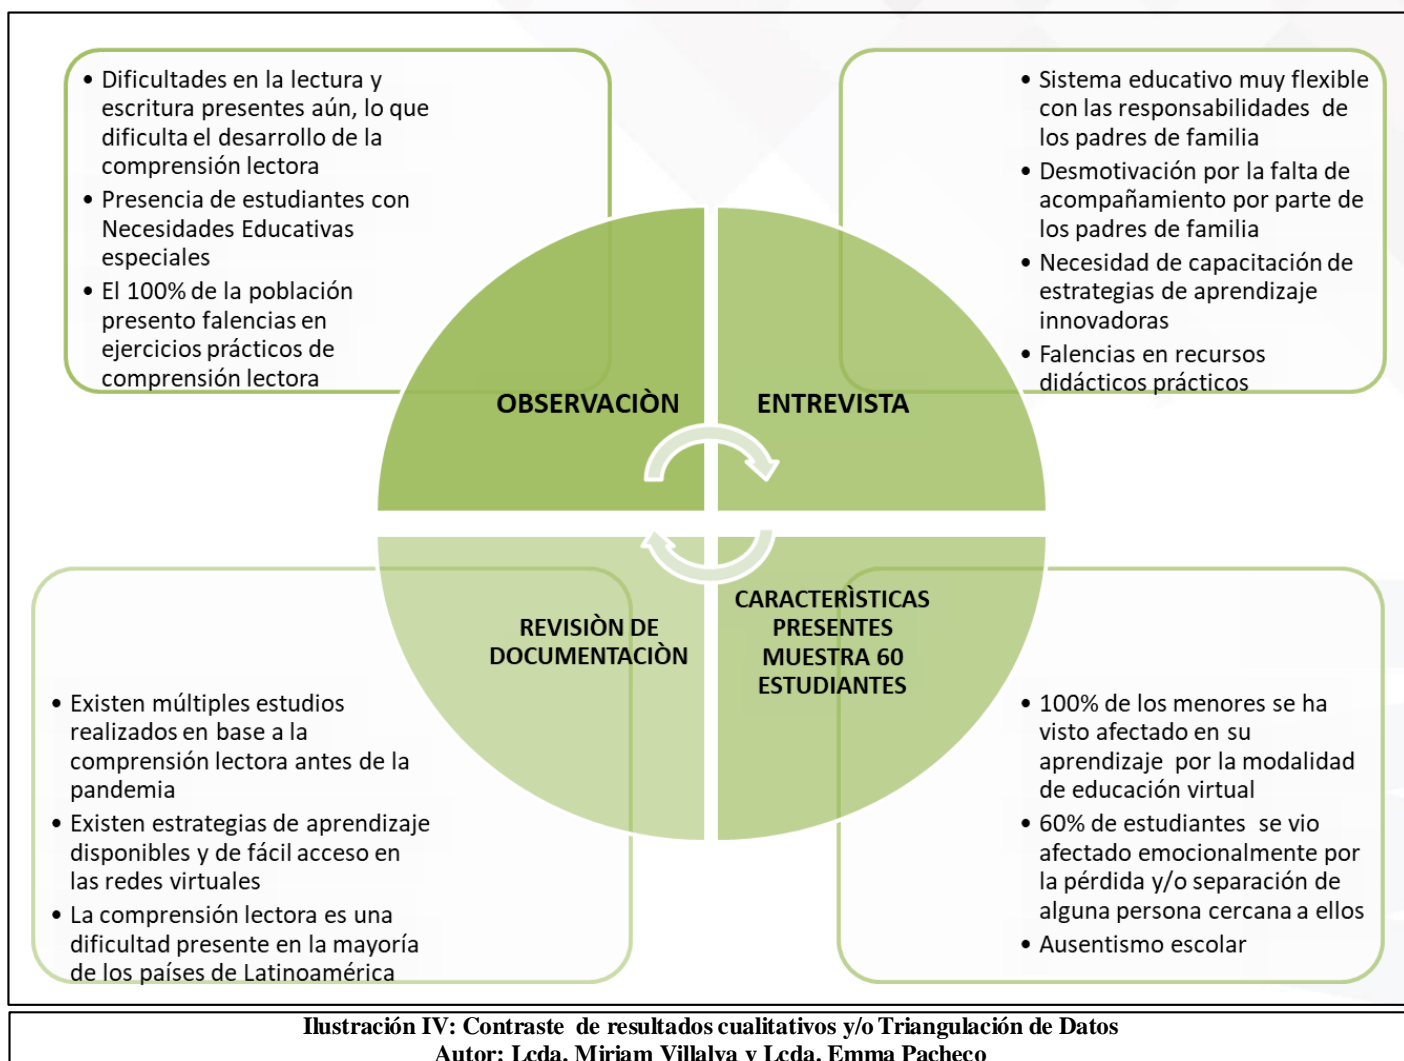 • Dificultades en la lectura y
escritura presentes aún, lo que
dificulta el desarrollo de la
comprensión lectora
• Presencia de estudiantes con
Necesidades Educativas
especiales
• El 100% de la población
presento falencias en
ejercicios prácticos de
comprensión lectora
• Sistema educativo muy flexible
con las responsabilidades de
los padres de familia
• Desmotivación por la falta de
acompañamiento por parte de
los padres de familia
• Necesidad de capacitación de
estrategias de aprendizaje
innovadoras
• Falencias en recursos
didácticos prácticos
OBSERVACIÒN
ENTREVISTA
REVISIÒN DE
DOCUMENTACIÒN
CARACTERÌSTICAS
PRESENTES
MUESTRA 60
ESTUDIANTES
• Existen múltiples estudios
realizados en base a la
comprensión lectora antes de la
pandemia
• Existen estrategias de aprendizaje
disponibles y de fácil acceso en
las redes virtuales
• La comprensión lectora es una
dificultad presente en la mayoría
de los países de Latinoamérica
• 100% de los menores se ha
visto afectado en su
aprendizaje por la modalidad
de educación virtual
• 60% de estudiantes se vio
afectado emocionalmente por
la pérdida y/o separación de
alguna persona cercana a ellos
• Ausentismo escolar
Ilustración IV: Contraste de resultados cualitativos y/o Triangulación de Datos
Autor: Lcda. Miriam Villalva y Lcda. Emma Pacheco